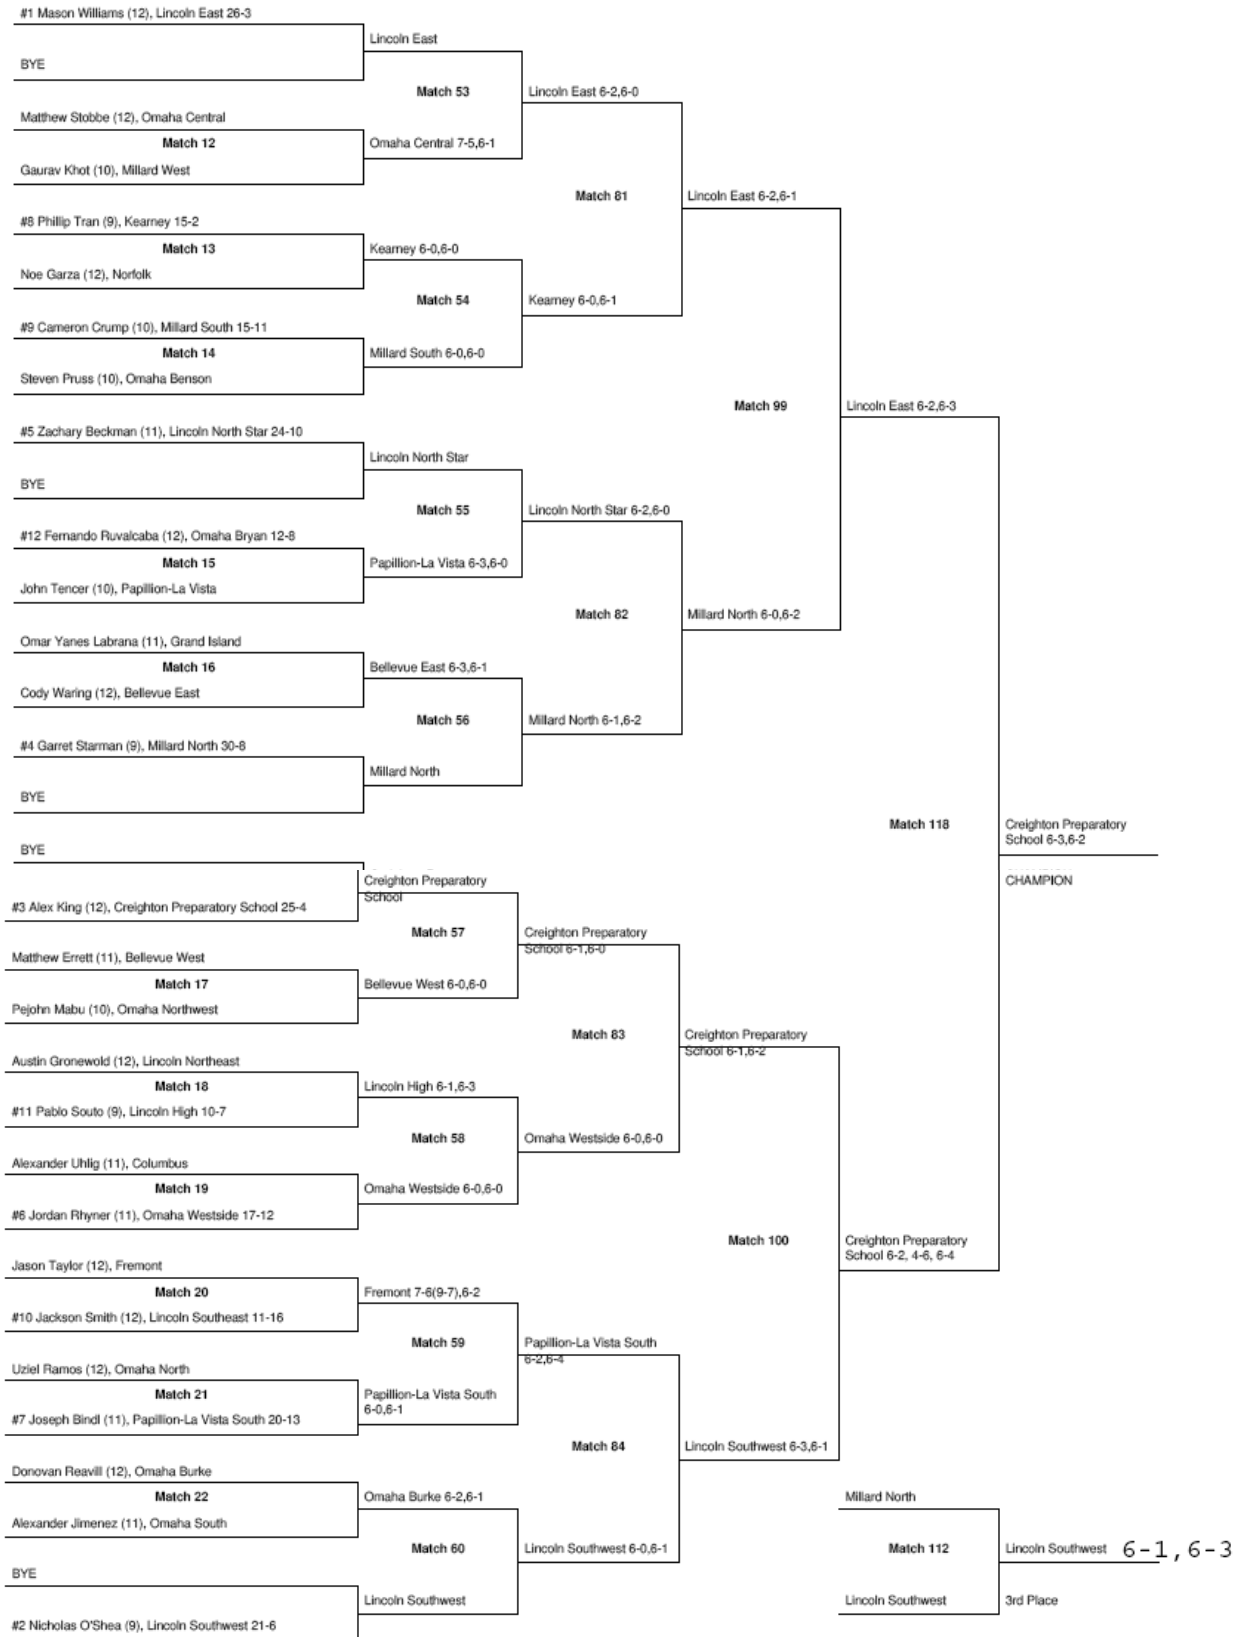 #1 Mason Williams (12), Lincoln East 26-3
Lincoln East
BYE
Match 53
Lincoln East 6-2,6-0
Matthew Stobbe (12), Omaha Central
Match 12
Omaha Central 7-5,6-1
Gaurav Khot (10), Millard West
Match 81
Lincoln East 6-2,6-1
#8 Phillip Tran (9), Kearney 15-2
Match 13
Kearney 6-0,6-0
Noe Garza (12), Norfolk
Match 54
Kearney 6-0,6-1
#9 Cameron Crump (10), Millard South 15-11
Match 14
Millard South 6-0,6-0
Steven Pruss (10), Omaha Benson
Match 99
Lincoln East 6-2,6-3
#5 Zachary Beckman (11), Lincoln North Star 24-10
Lincoln North Star
BYE
Match 55
Lincoln North Star 6-2,6-0
#12 Fernando Ruvalcaba (12), Omaha Bryan 12-8
Match 15
Papillion-La Vista 6-3,6-0
John Tencer (10), Papillion-La Vista
Match 82
Millard North 6-0,6-2
Omar Yanes Labrana (11), Grand Island
Match 16
Bellevue East 6-3,6-1
Cody Waring (12), Bellevue East
Match 56
Millard North 6-1,6-2
#4 Garret Starman (9), Millard North 30-8
Millard North
BYE
Match 118
Creighton Preparatory
School 6-3,6-2
CHAMPION
BYE
Creighton Preparatory
School
#3 Alex King (12), Creighton Preparatory School 25-4
Match 57
Creighton Preparatory
School 6-1,6-0
Matthew Errett (11), Bellevue West
Match 17
Bellevue West 6-0,6-0
Pejohn Mabu (10), Omaha Northwest
Match 83
Creighton Preparatory
School 6-1,6-2
Austin Gronewold (12), Lincoln Northeast
Match 18
Lincoln High 6-1,6-3
#11 Pablo Souto (9), Lincoln High 10-7
Match 58
Omaha Westside 6-0,6-0
Alexander Uhlig (11), Columbus
Match 19
Omaha Westside 6-0,6-0
#6 Jordan Rhyner (11), Omaha Westside 17-12
Match 100
Creighton Preparatory
School 6-2, 4-6, 6-4
Jason Taylor (12), Fremont
Match 20
Fremont 7-6(9-7),6-2
#10 Jackson Smith (12), Lincoln Southeast 11-16
Match 59
Papillion-La Vista South
6-2,6-4
Uziel Ramos (12), Omaha North
Match 21
Papillion-La Vista South
6-0,6-1
#7 Joseph Bindl (11), Papillion-La Vista South 20-13
Match 84
Lincoln Southwest 6-3,6-1
Donovan Reavill (12), Omaha Burke
Match 22
Omaha Burke 6-2,6-1
Alexander Jimenez (11), Omaha South
Match 60
Lincoln Southwest 6-0,6-1
BYE
Lincoln Southwest
#2 Nicholas O'Shea (9), Lincoln Southwest 21-6
Millard North
Match 112
Lincoln Southwest 6-1,6-3
Lincoln Southwest
3rd Place